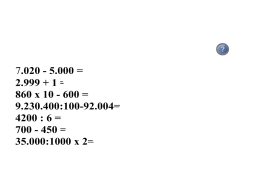 7.020 - 5.000 =
2.999 + 1 =
860 x 10 - 600 =
9.230.400:100-92.004=
4200 : 6 =
700 - 450 =
35.000:1000 x 2=